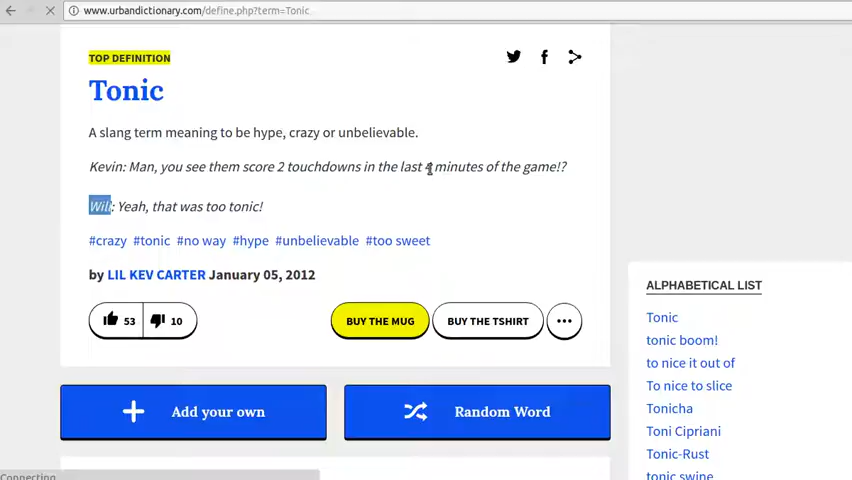 www.urbandictionary.com/define.php?term=Tonic
TOP DEFINITION
Tonic
A slang term meaning to be hype, crazy or unbelievable.
Kevin: Man, you see them score 2 touchdowns in the last 4 minutes of the game!?
Will: Yeah, that was too tonic!
#crazy #tonic #no way #hype #unbelievable #too sweet
by LIL KEV CARTER January 05, 2012
53 10 BUY THE MUG BUY THE TSHIRT
Add your own Random Word
ALPHABETICAL LIST
Tonic
tonic boom!
to nice it out of
To nice to slice
Tonicha
Toni Cipriani
Tonic-Rust
tonic swine
Connecting